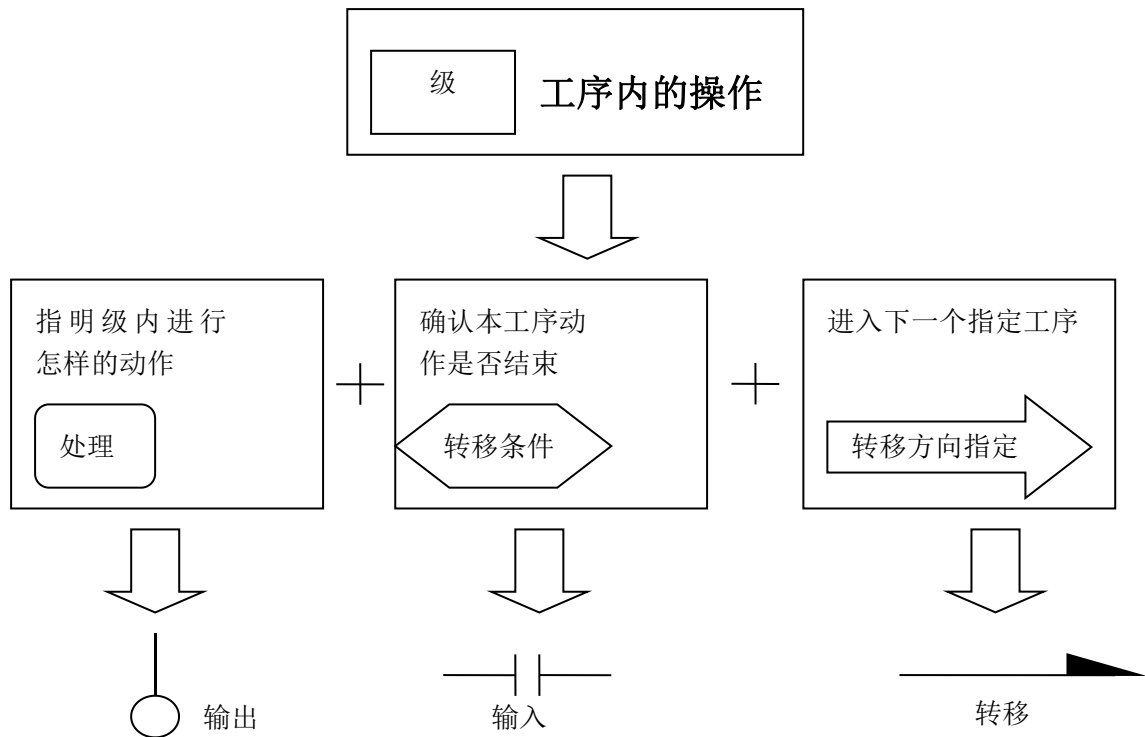 级
工序内的操作
指明级内进行
怎样的动作
处理
确认本工序动
作是否结束
转移条件
进入下一个指定工序
转移方向指定
输出
输入
转移